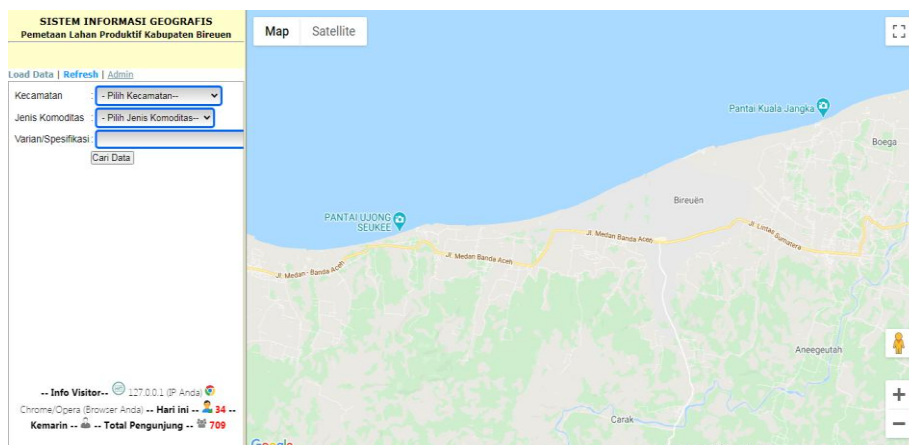 SISTEM INFORMASI GEOGRAFIS
Pemetaan Lahan Produktif Kabupaten Bireuen
Load Data | Refresh | Admin
Kecamatan : - Pilih Kecamatan--
Jenis Komoditas : - Pilih Jenis Komoditas--
Varian/Spesifikasi :
Cari Data
-- Info Visitor-- 127.0.0.1 (IP Anda)
Chrome/Opera (Browser Anda) -- Hari ini -- 34 --
Kemarin -- -- Total Pengunjung -- 709
Map Satellite
Pantai Kuala Jangka
Boega
Bireuën
PANTAI UJONG
SEUKEE
Jl. Medan Banda Aceh
Jl. Lintas Sumatera
Jl. Medan Banda Aceh
Jl. Medan - Banda Aceh
Aneegeutah
Carak
Google